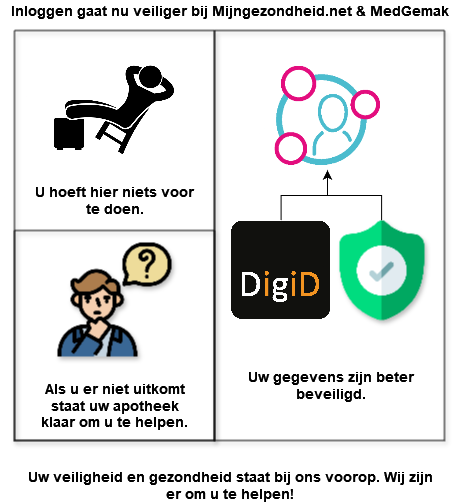 Inloggen gaat nu veiliger bij Mijngezondheid.net & MedGemak
U hoeft hier niets voor
te doen.
?
Als u er niet uitkomt
staat uw apotheek
klaar om u te helpen.
DigiD
Uw gegevens zijn beter
beveiligd.
Uw veiligheid en gezondheid staat bij ons voorop. Wij zijn
er om u te helpen!